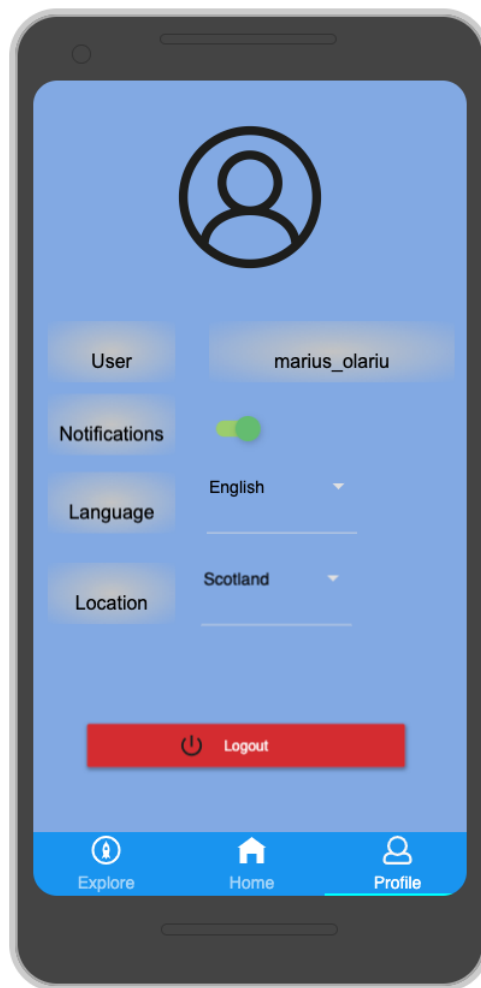 User marius_olariu
Notifications
Language English
Location Scotland
Logout
Explore Home Profile